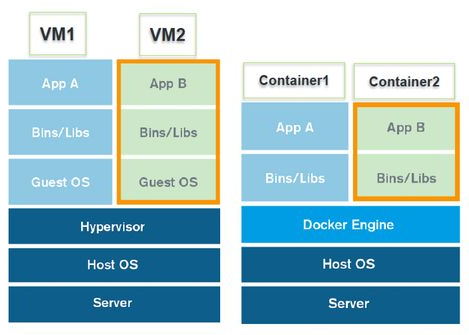 VM1
VM2
App A
App B
Bins/Libs
Bins/Libs
Guest OS
Guest OS
Hypervisor
Host OS
Server
Container1
Container2
App A
App B
Bins/Libs
Bins/Libs
Docker Engine
Host OS
Server